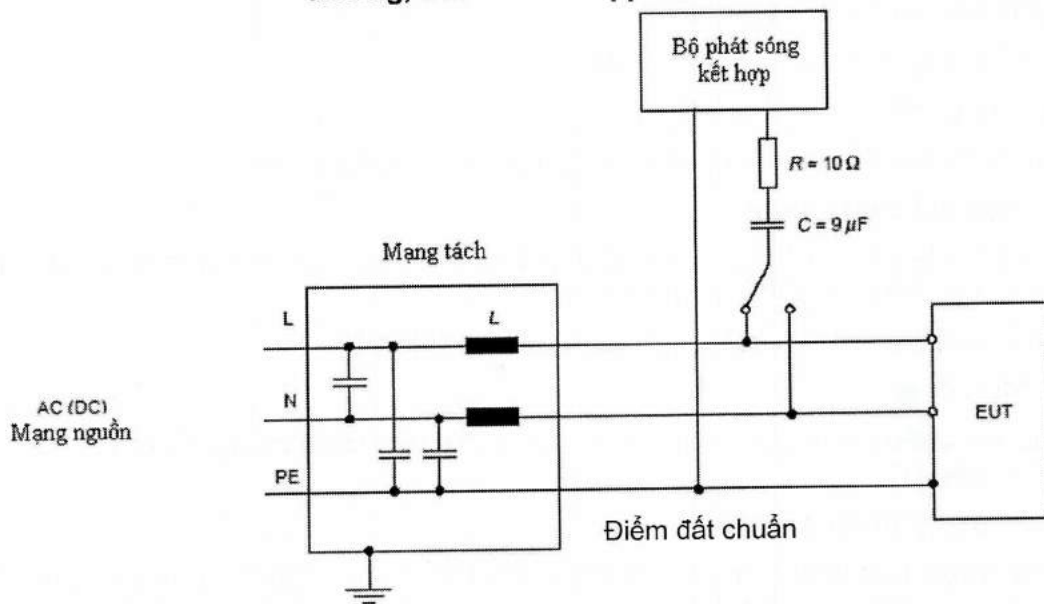 Bộ phát sóng
kết hợp
R = 10 Ω
C = 9 µF
Mạng tách
L
L
N
AC (DC)
Mạng nguồn
EUT
PE
Điểm đất chuẩn